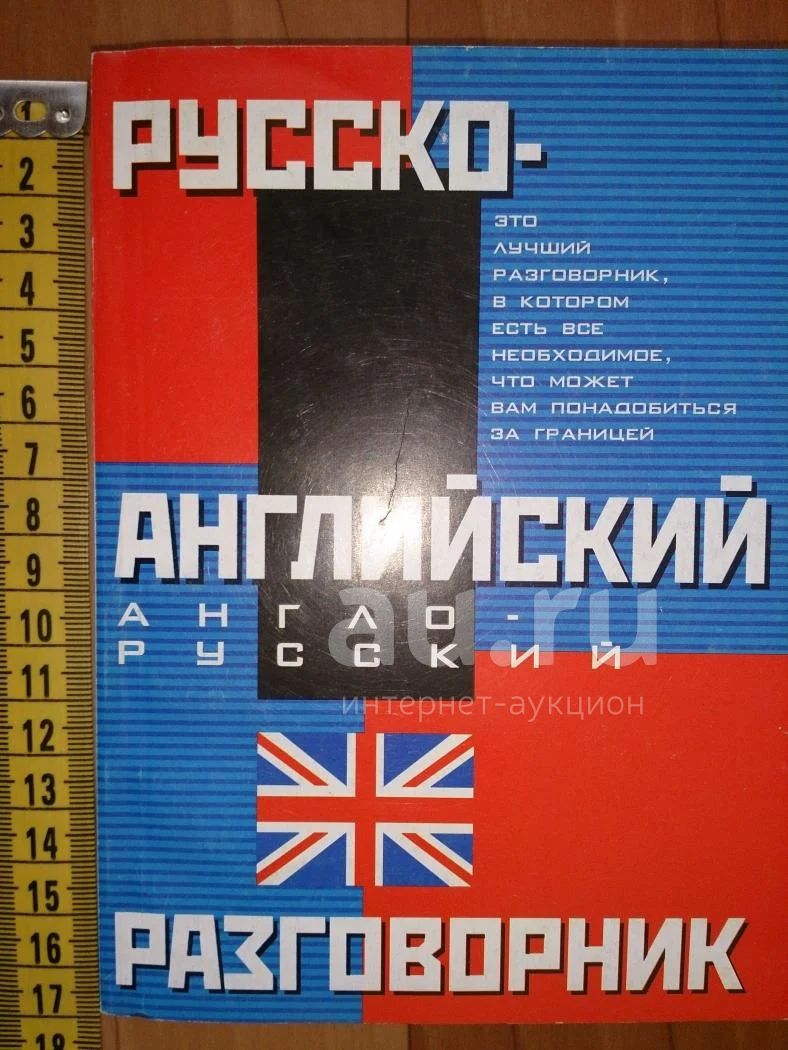 РУССКО-
ЭТО
ЛУЧШИЙ
РАЗГОВОРНИК,
В КОТОРОМ
ЕСТЬ ВСЕ
НЕОБХОДИМОЕ,
ЧТО МОЖЕТ
ВАМ ПОНАДОБИТЬСЯ
ЗА ГРАНИЦЕЙ
АНГЛИЙСКИЙ
АНГЛО-
РУССКИЙ
au.ru
интернет-аукцион
РАЗГОВОРНИК
1
2
3
4
5
6
7
8
9
10
11
12
13
14
15
16
17
18